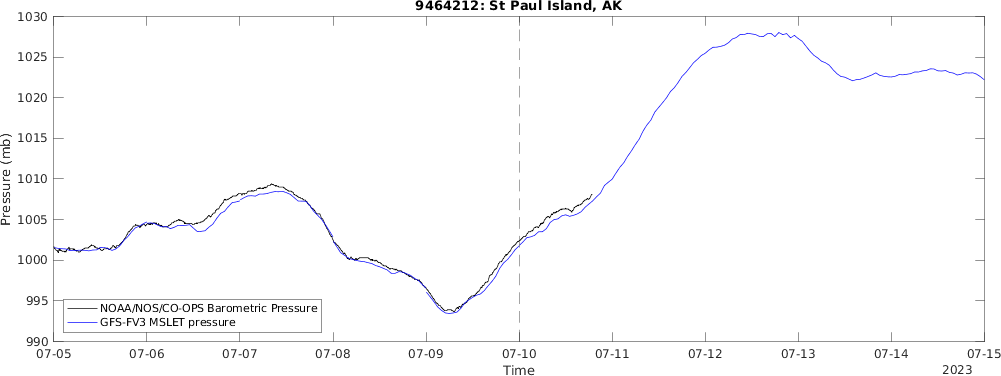 9464212: St Paul Island, AK
Pressure (mb)
1030
1025
1020
1015
1010
1005
1000
995
990
NOAA/NOS/CO-OPS Barometric Pressure
GFS-FV3 MSLET pressure
07-05 07-06 07-07 07-08 07-09 07-10 07-11 07-12 07-13 07-14 07-15
Time
2023